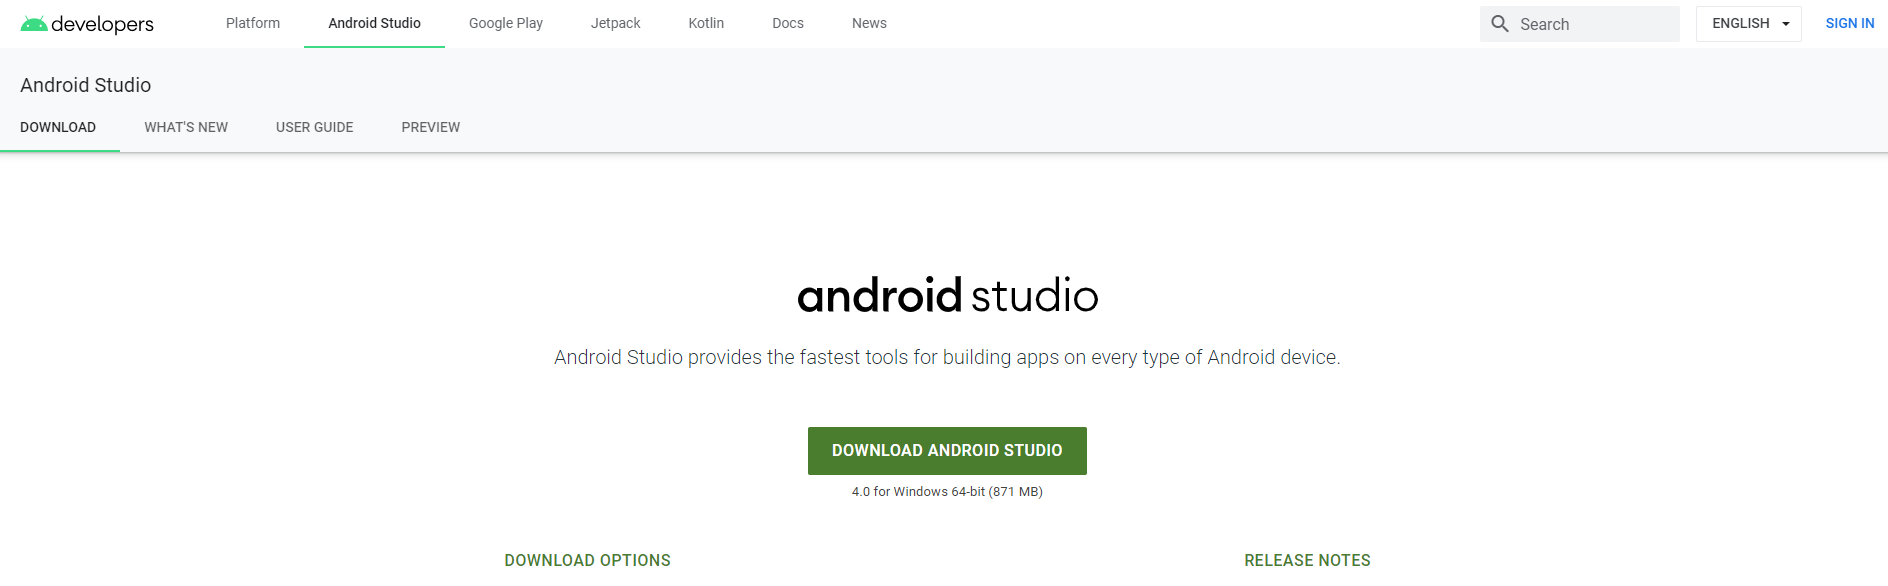 developers Platform Android Studio Google Play Jetpack Kotlin Docs News Search ENGLISH SIGN IN
Android Studio
DOWNLOAD WHAT'S NEW USER GUIDE PREVIEW
android studio
Android Studio provides the fastest tools for building apps on every type of Android device.
DOWNLOAD ANDROID STUDIO
4.0 for Windows 64-bit (871 MB)
DOWNLOAD OPTIONS RELEASE NOTES